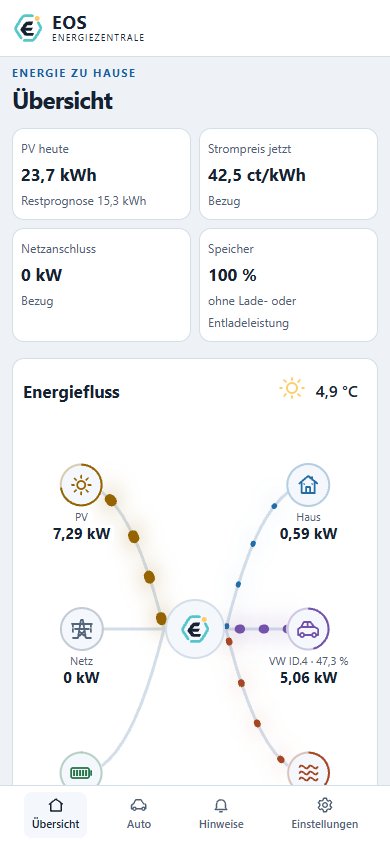 EOS
ENERGIEZENTRALE
ENERGIE ZU HAUSE
Übersicht
PV heute
23,7 kWh
Restprognose 15,3 kWh
Strompreis jetzt
42,5 ct/kWh
Bezug
Netzanschluss
0 kW
Bezug
Speicher
100 %
ohne Lade- oder
Entladeleistung
Energiefluss
4,9 °C
PV
7,29 kW
Haus
0,59 kW
Netz
0 kW
VW ID.4 · 47,3 %
5,06 kW
Übersicht
Auto
Hinweise
Einstellungen